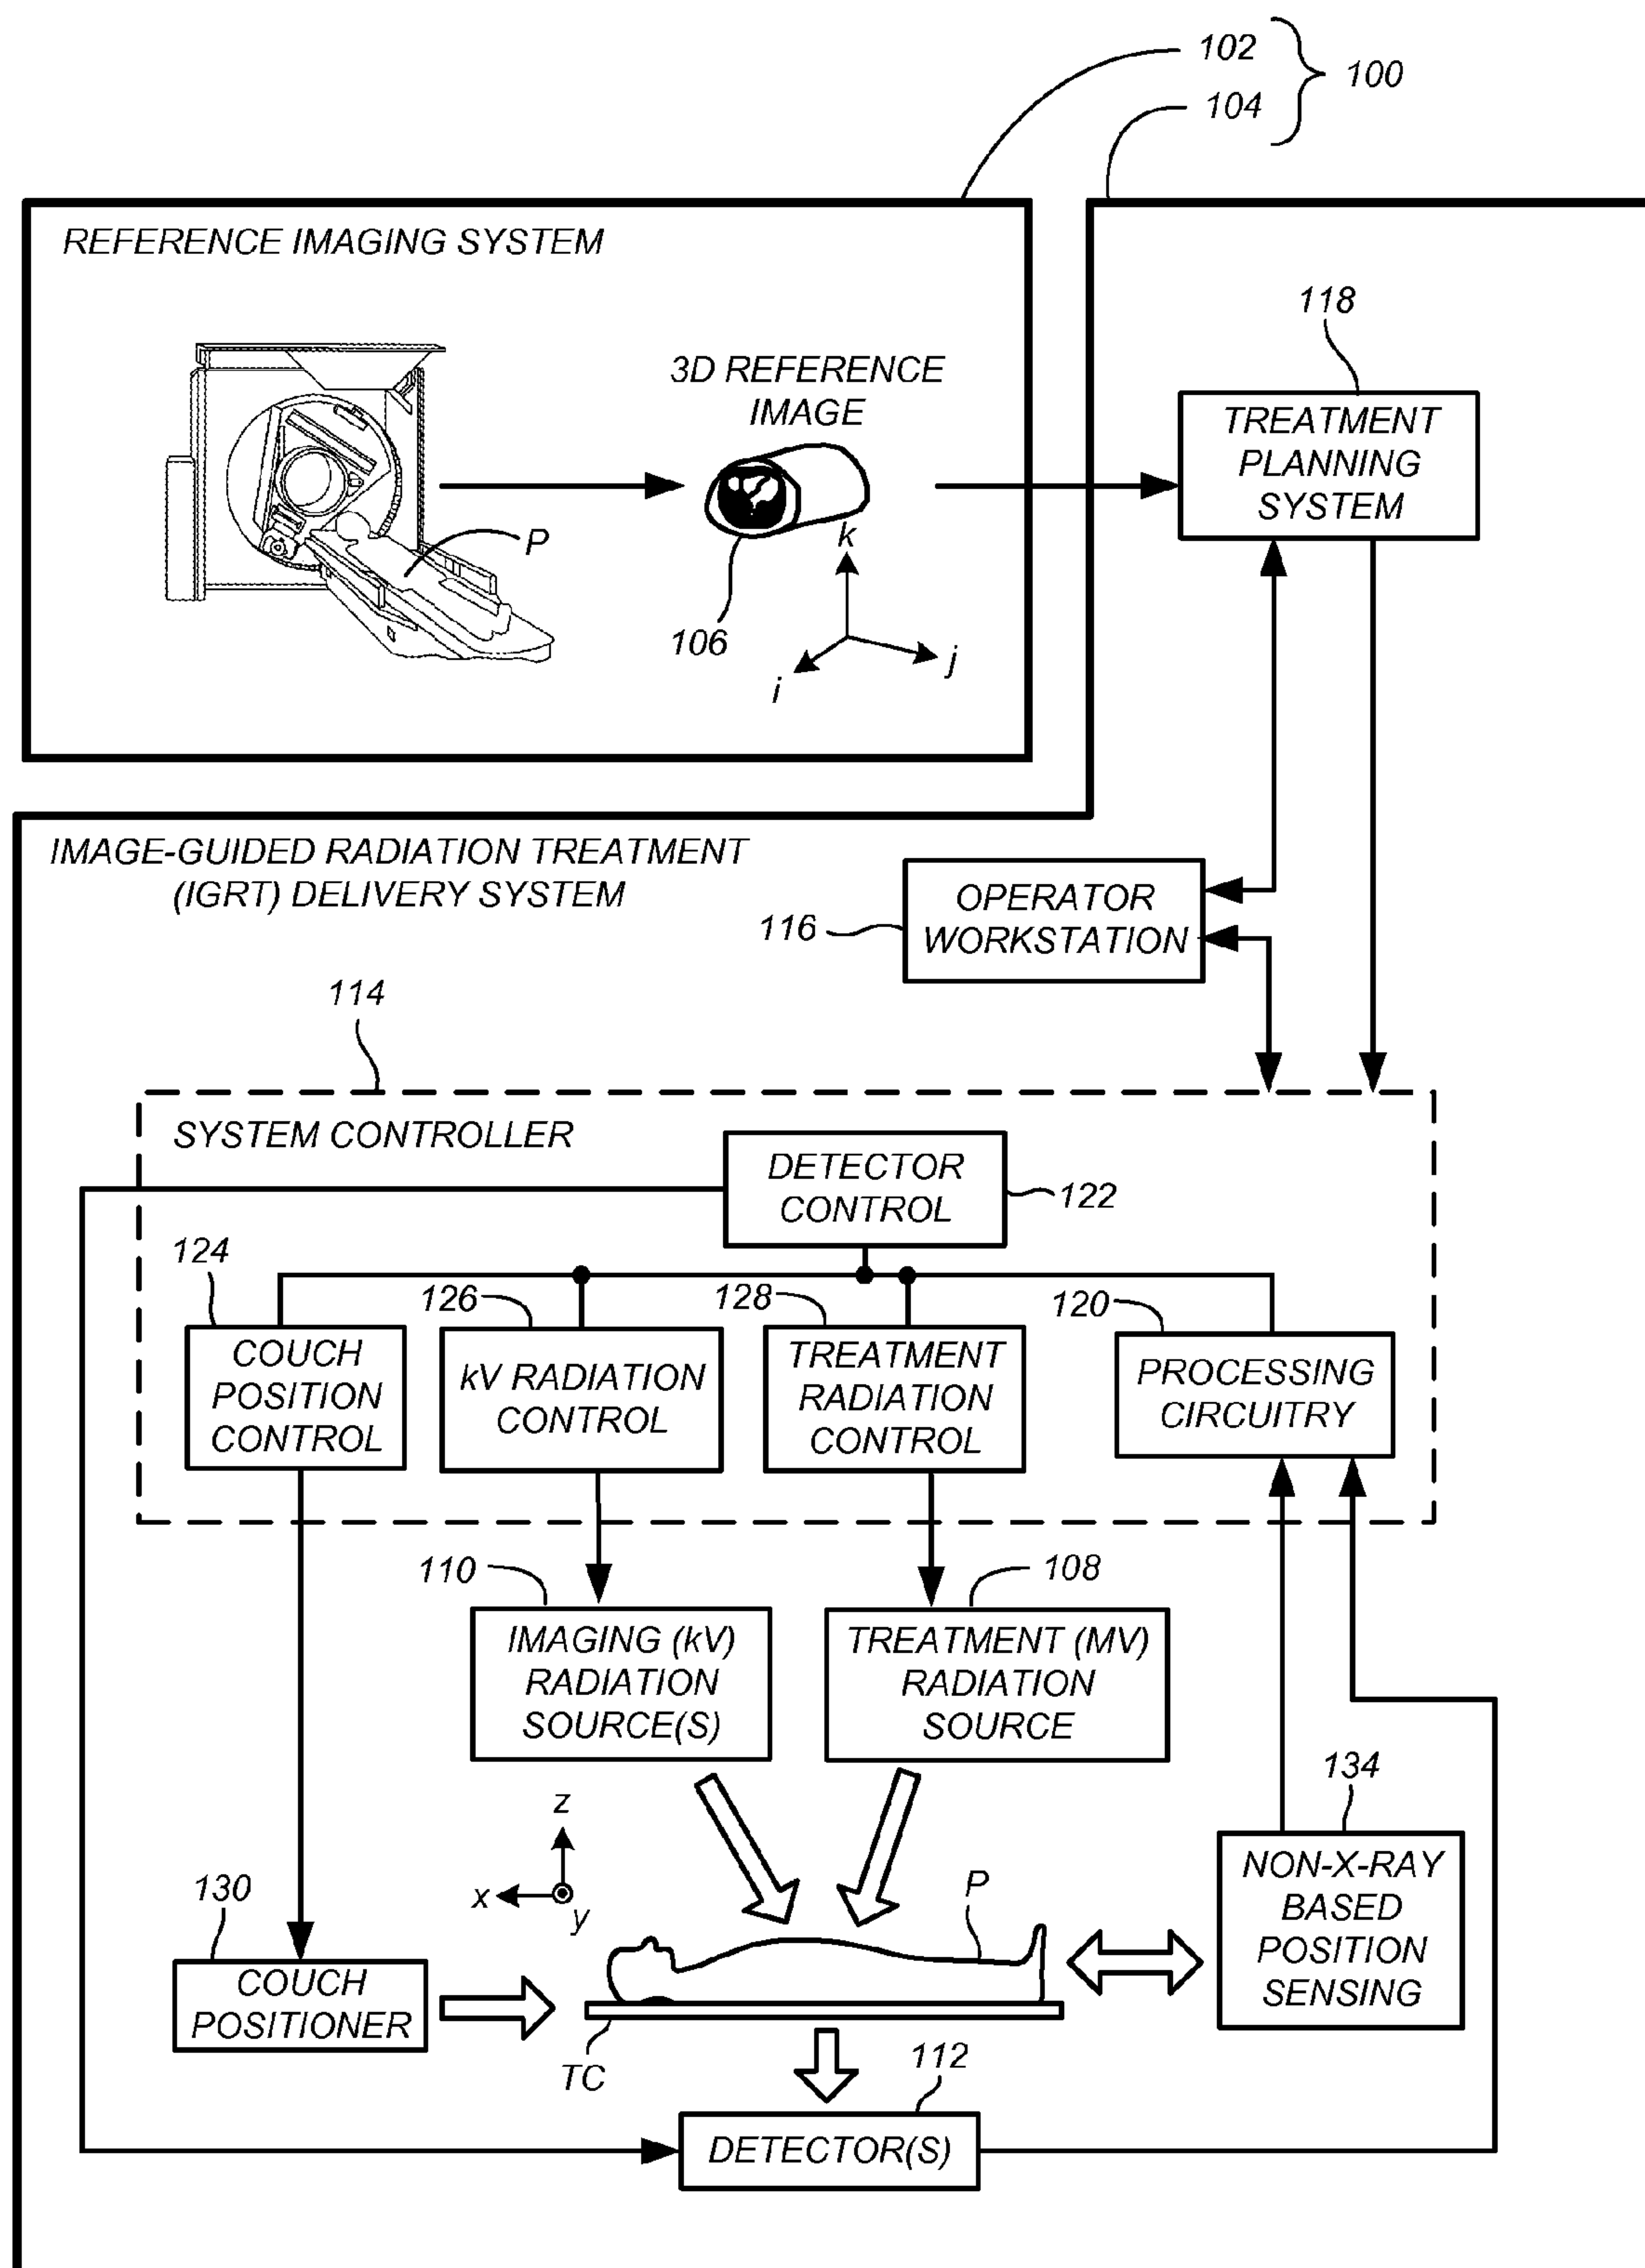 102
100
104
REFERENCE IMAGING SYSTEM
118
3D REFERENCE
IMAGE
TREATMENT
PLANNING
SYSTEM
P
k
106
j
i
IMAGE-GUIDED RADIATION TREATMENT
(IGRT) DELIVERY SYSTEM
OPERATOR
WORKSTATION
116
114
SYSTEM CONTROLLER
DETECTOR
CONTROL
122
124
126
128
120
COUCH
POSITION
CONTROL
kV RADIATION
CONTROL
TREATMENT
RADIATION
CONTROL
PROCESSING
CIRCUITRY
110
108
IMAGING (kV)
RADIATION
SOURCE(S)
TREATMENT (MV)
RADIATION
SOURCE
134
z
x
y
P
NON-X-RAY
BASED
POSITION
SENSING
130
COUCH
POSITIONER
TC
112
DETECTOR(S)